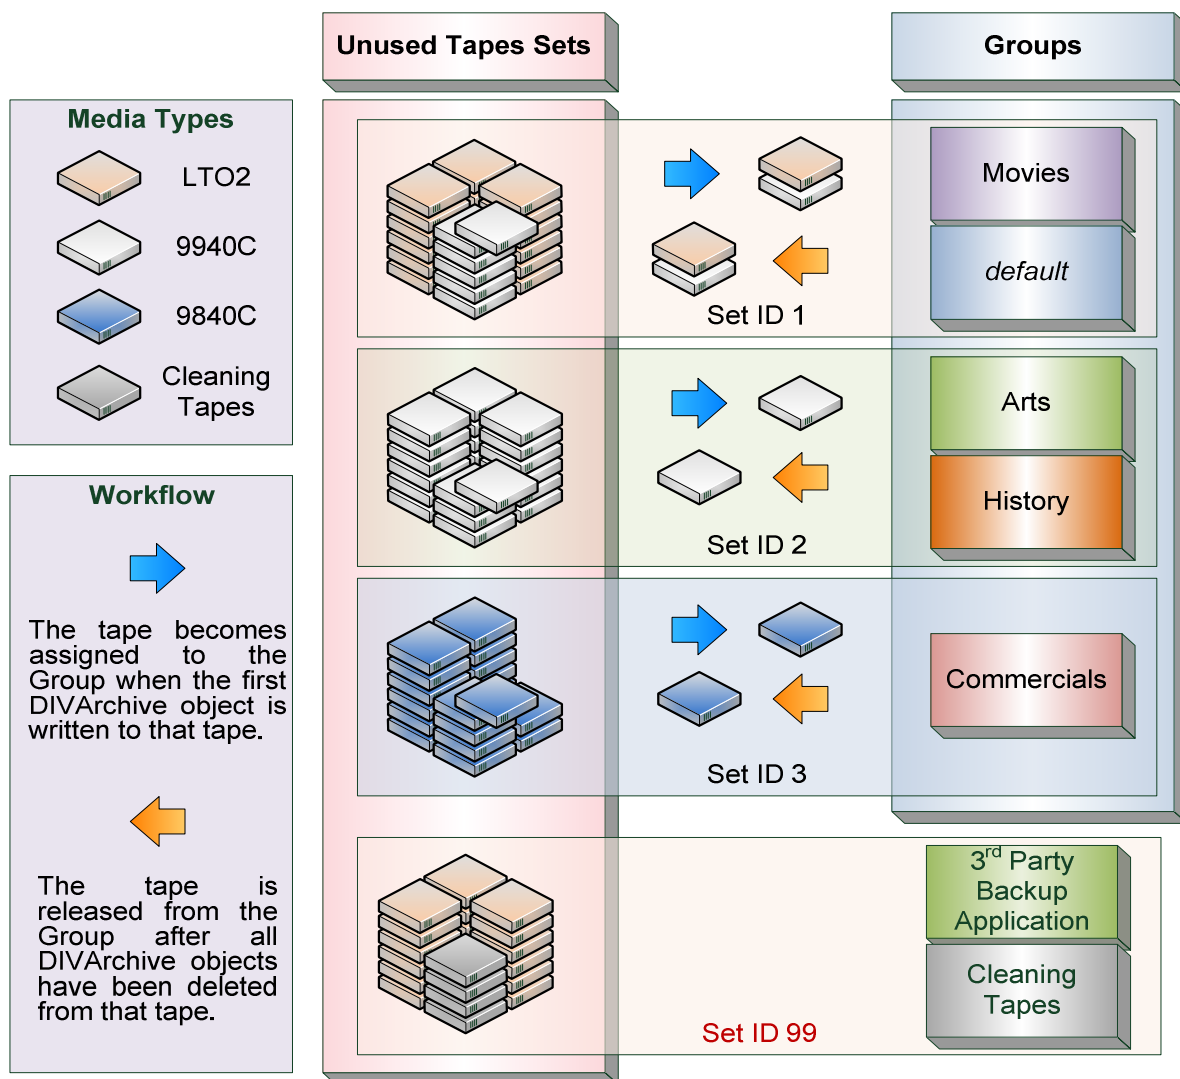 Unused Tapes Sets
Groups
Media Types
LTO2
9940C
9840C
Cleaning
Tapes
Workflow
The tape becomes
assigned to the
Group when the first
DIVArchive object is
written to that tape.
The tape is
released from the
Group after all
DIVArchive objects
have been deleted
from that tape.
Set ID 1
Movies
default
Set ID 2
Arts
History
Set ID 3
Commercials
Set ID 99
3rd Party
Backup
Application
Cleaning
Tapes